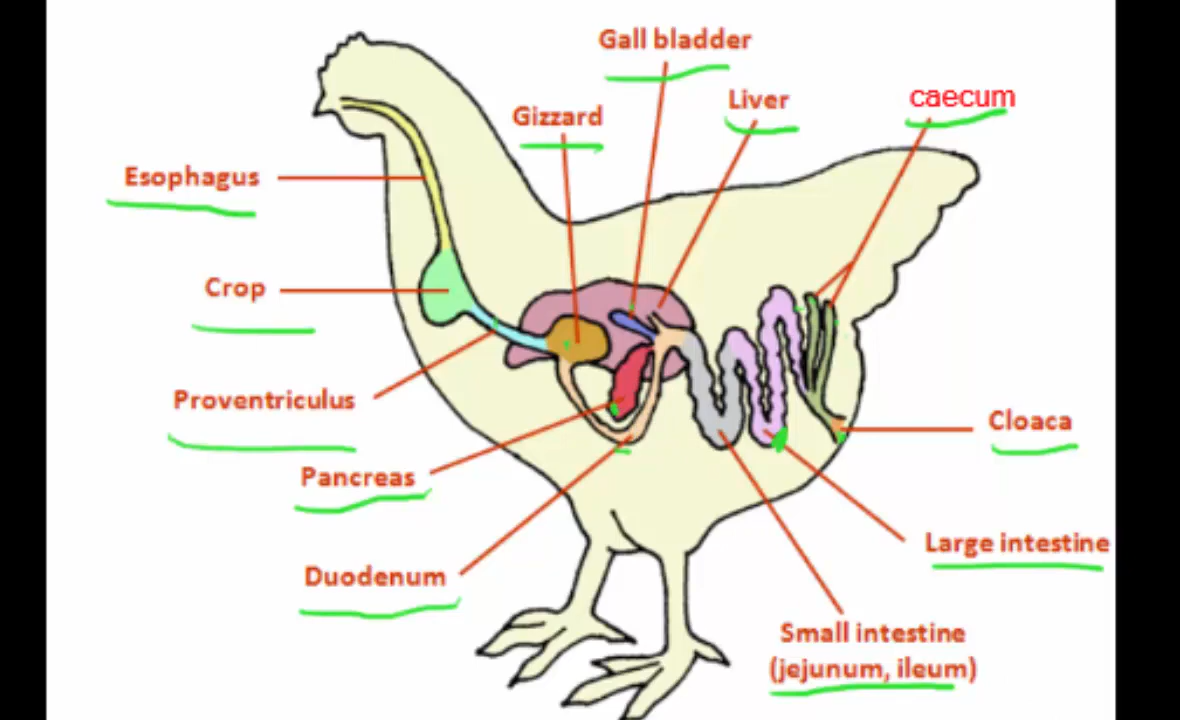 Gall bladder
Liver
caecum
Gizzard
Esophagus
Crop
Proventriculus
Cloaca
Pancreas
Large intestine
Duodenum
Small intestine
(jejunum, ileum)